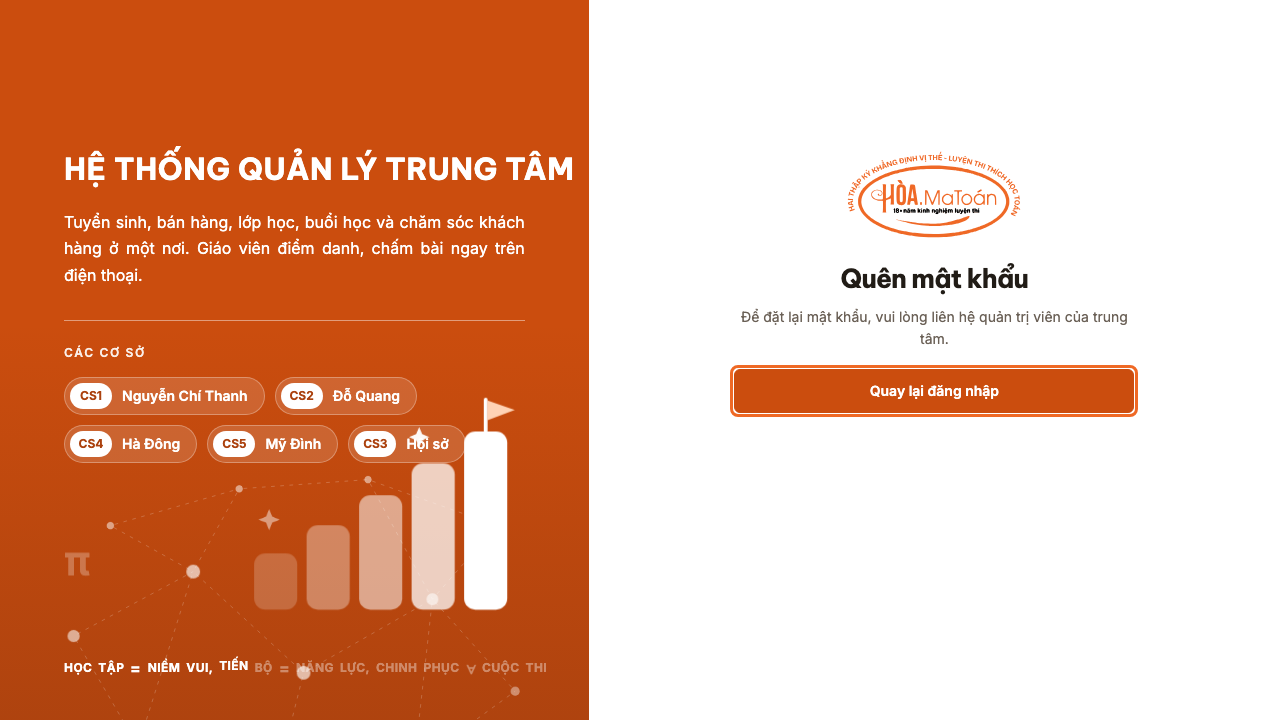 HỆ THỐNG QUẢN LÝ TRUNG TÂM
Tuyển sinh, bán hàng, lớp học, buổi học và chăm sóc khách
hàng ở một nơi. Giáo viên điểm danh, chấm bài ngay trên
điện thoại.
CÁC CƠ SỞ
CS1 Nguyễn Chí Thanh
CS2 Đỗ Quang
CS4 Hà Đông
CS5 Mỹ Đình
CS3 Hội sở
π
HỌC TẬP = NIỀM VUI, TIẾN BỘ = NĂNG LỰC, CHINH PHỤC ∀ CUỘC THI
HAI THẬP KỶ KHẲNG ĐỊNH VỊ THẾ - LUYỆN THI THÍCH HỌC TOÁN
HÒA.MaToán
18+ năm kinh nghiệm luyện thi
Quên mật khẩu
Để đặt lại mật khẩu, vui lòng liên hệ quản trị viên của trung
tâm.
Quay lại đăng nhập